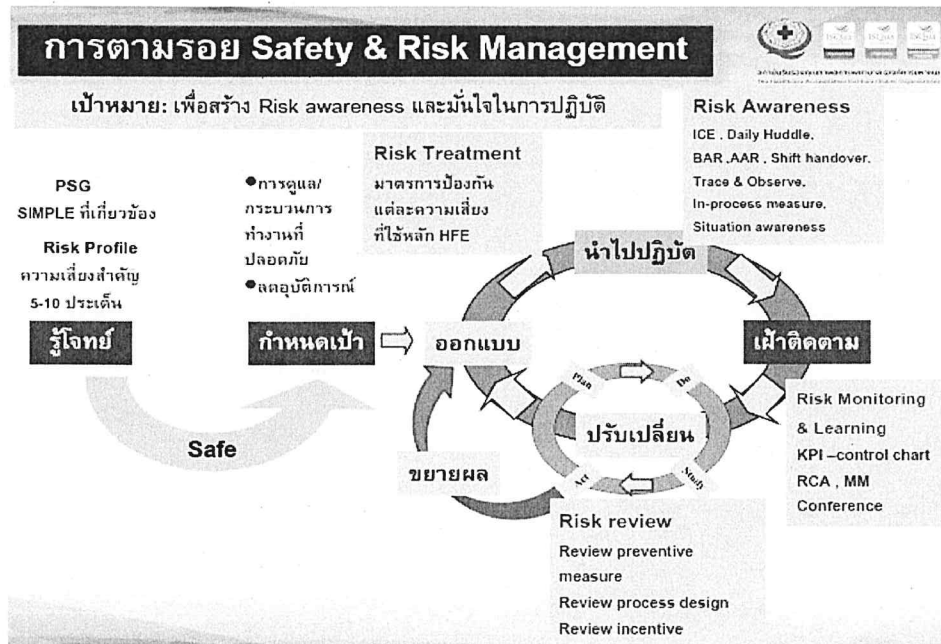 การตามรอย Safety & Risk Management
เป้าหมาย: เพื่อสร้าง Risk awareness และมั่นใจในการปฏิบัติ
Risk Awareness
ICE , Daily Huddle,
BAR ,AAR , Shift handover,
Trace & Observe,
In-process measure,
Situation awareness
Risk Treatment
มาตรการป้องกัน
แต่ละความเสี่ยง
ที่ใช้หลัก HFE
PSG
SIMPLE ที่เกี่ยวข้อง
Risk Profile
ความเสี่ยงสำคัญ
5-10 ประเด็น
●การดูแล/
กระบวนการ
ทำงานที่
ปลอดภัย
●ลดอุบัติการณ์
นำไปปฏิบัต
รู้โจทย์
กำหนดเป้า
ออกแบบ
เฝ้าติดตาม
Plan
Do
ปรับเปลี่ยน
Act
Study
Safe
ขยายผล
Risk Monitoring
& Learning
KPI –control chart
RCA , MM
Conference
Risk review
Review preventive
measure
Review process design
Review incentive